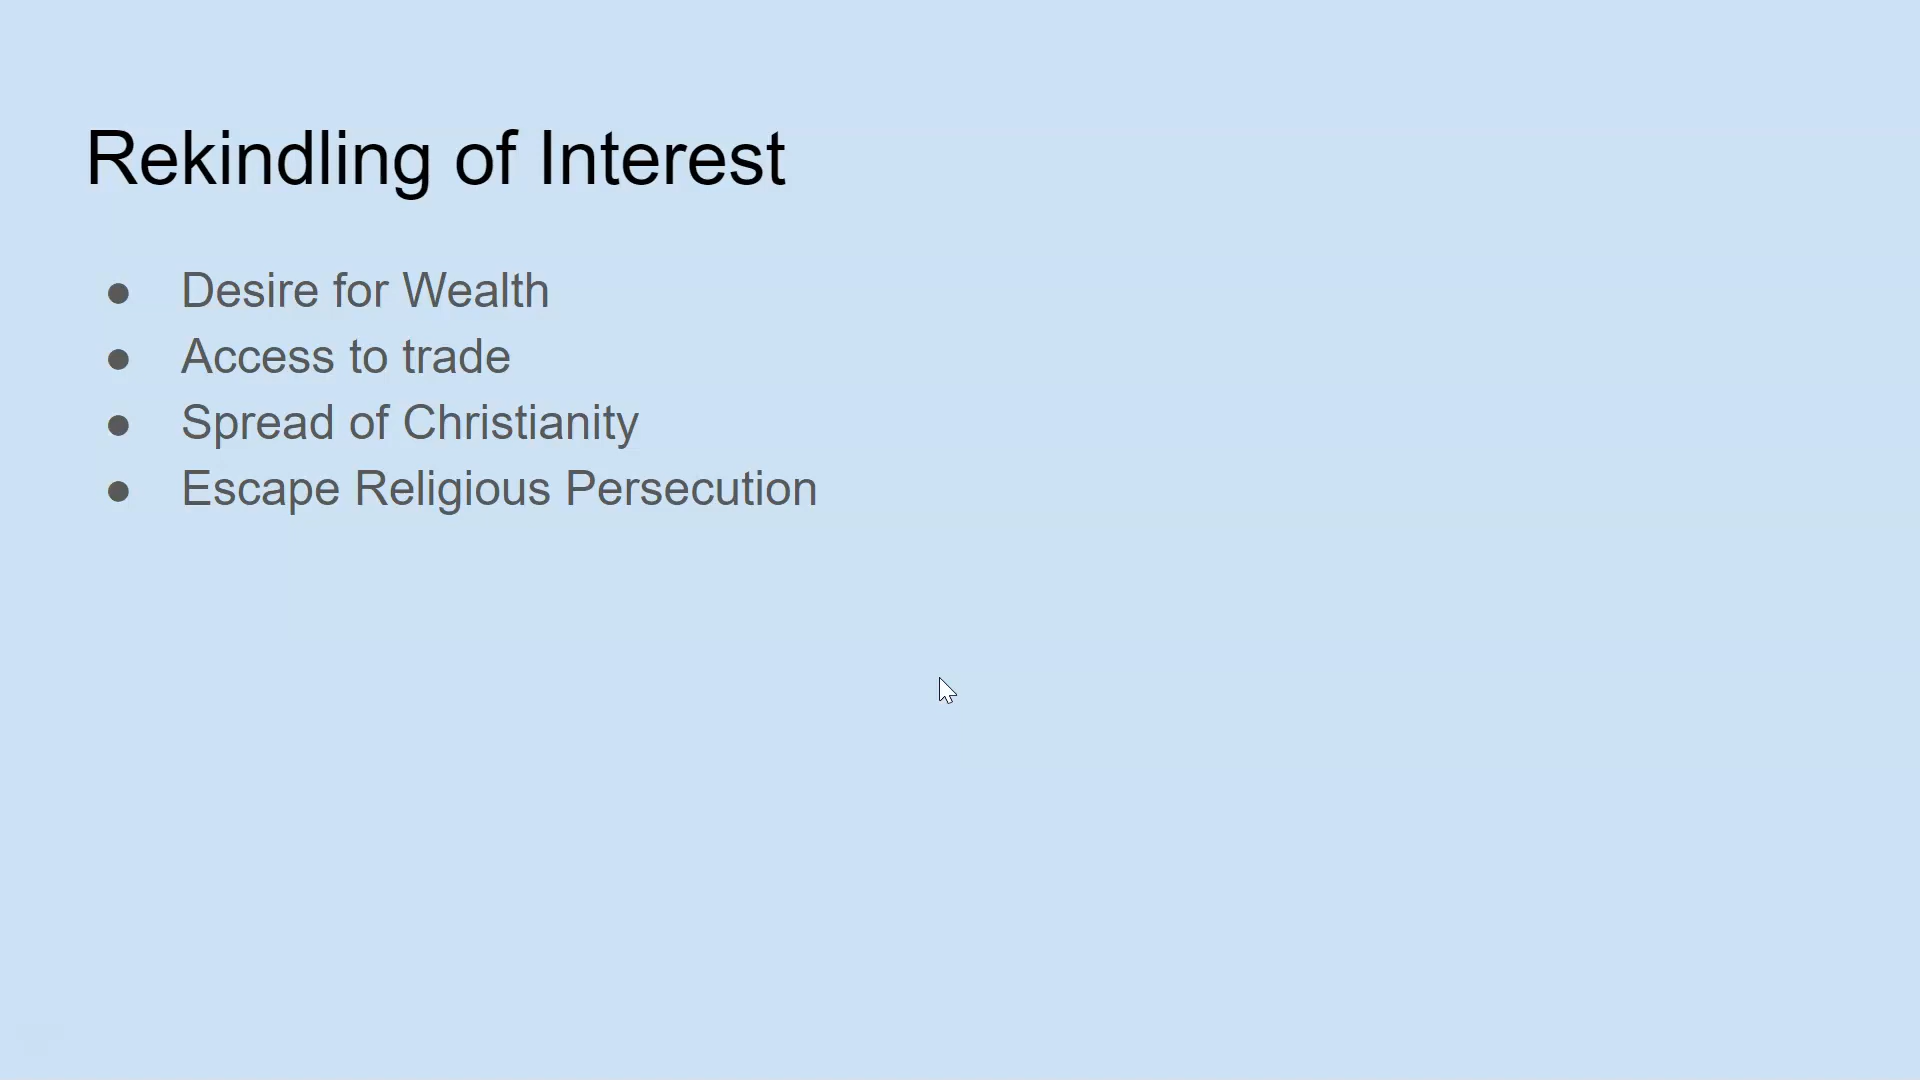 Rekindling of Interest
● Desire for Wealth
● Access to trade
● Spread of Christianity
● Escape Religious Persecution